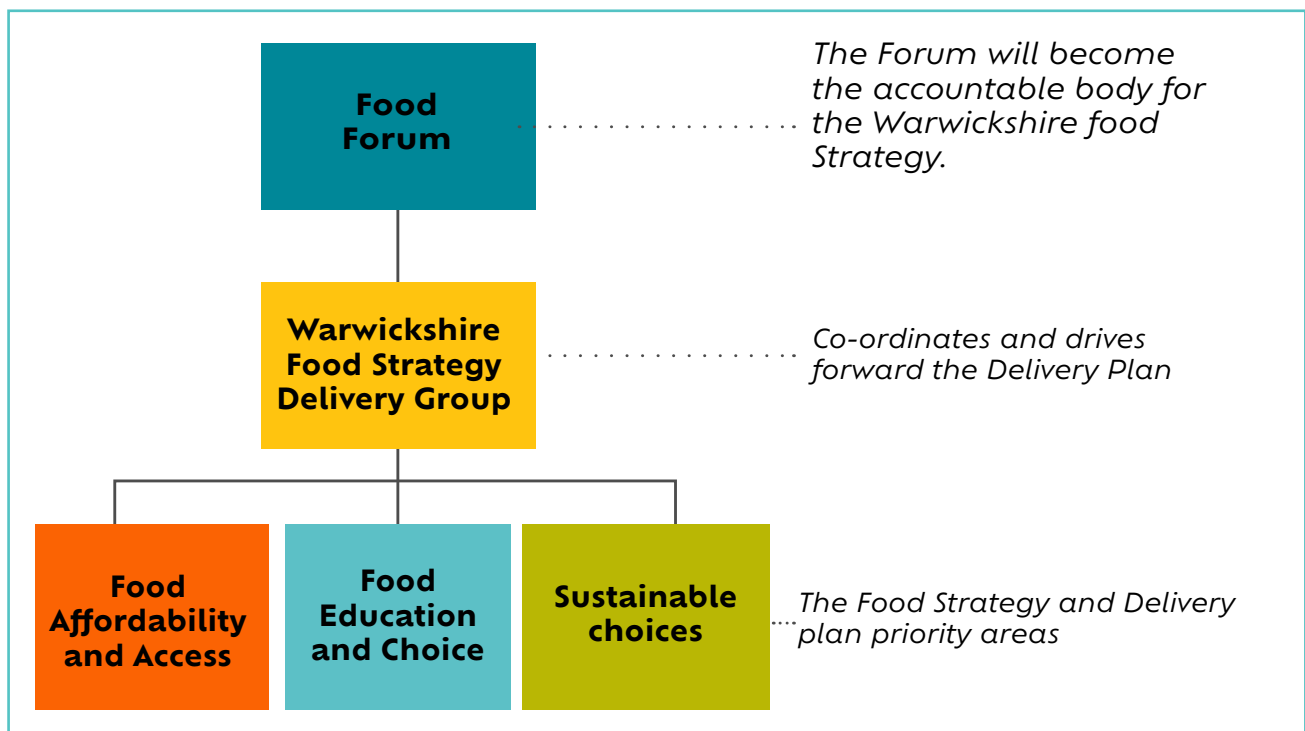 Food
Forum
The Forum will become
the accountable body for
the Warwickshire food
Strategy.
Warwickshire
Food Strategy
Delivery Group
Co-ordinates and drives
forward the Delivery Plan
Food
Affordability
and Access
Food
Education
and Choice
Sustainable
choices
The Food Strategy and Delivery
plan priority areas